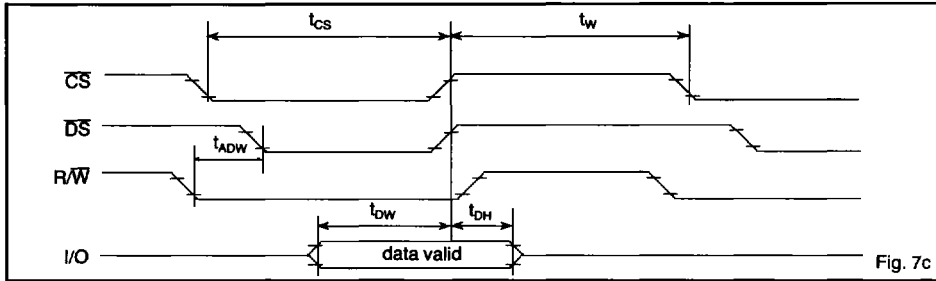 tCS
tW
CS
DS
tADW
R/W
tDW
tDH
I/O
data valid
Fig. 7c